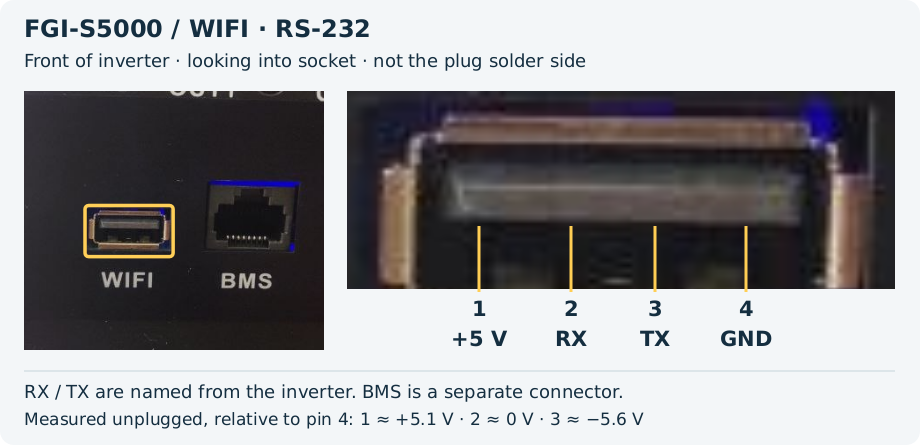 FGI-S5000 / WIFI · RS-232
Front of inverter · looking into socket · not the plug solder side
WIFI
BMS
1 2 3 4
+5 V RX TX GND
RX / TX are named from the inverter. BMS is a separate connector.
Measured unplugged, relative to pin 4: 1 ≈ +5.1 V · 2 ≈ 0 V · 3 ≈ −5.6 V